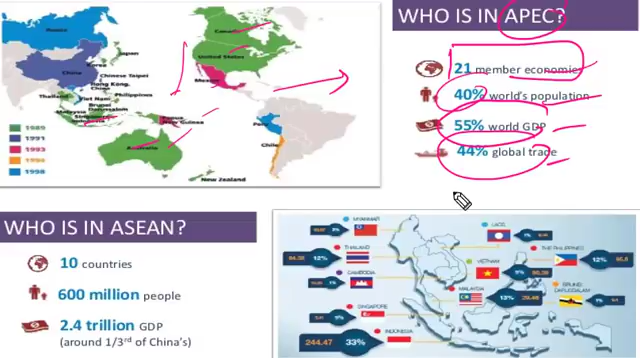 Russia
Canada
United States
Japan
Korea
China
Chinese Taipei
Hong Kong,
China
Mexico
Thailand
Viet Nam
Philippines
Malaysia
Brunei
Darussalam
Singapore
Indonesia
Papua
New Guinea
Peru
Australia
Chile
New Zealand
1989
1991
1993
1994
1998
WHO IS IN APEC?
21 member economies
40% world's population
55% world GDP
44% global trade
WHO IS IN ASEAN?
10 countries
600 million people
2.4 trillion GDP
(around 1/3rd of China's)
MYANMAR
LAOS
THAILAND
12%
THE PHILIPPINES
12%
VIETNAM
CAMBODIA
MALAYSIA
13%
SINGAPORE
INDONESIA
244.47 33%